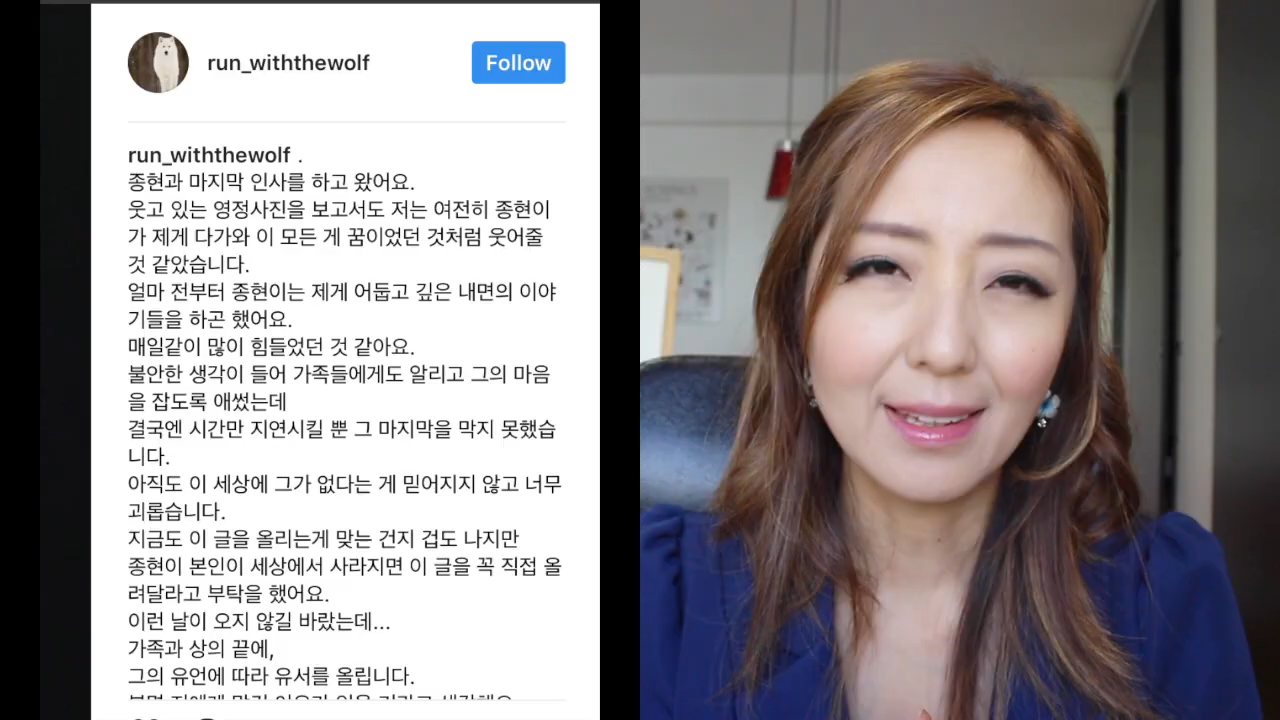 run_withthewolf
Follow
run_withthewolf .
종현과 마지막 인사를 하고 왔어요.
웃고 있는 영정사진을 보고서도 저는 여전히 종현이
가 제게 다가와 이 모든 게 꿈이었던 것처럼 웃어줄
것 같았습니다.
얼마 전부터 종현이는 제게 어둡고 깊은 내면의 이야
기들을 하곤 했어요.
매일같이 많이 힘들었던 것 같아요.
불안한 생각이 들어 가족들에게도 알리고 그의 마음
을 잡도록 애썼는데
결국엔 시간만 지연시킬 뿐 그 마지막을 막지 못했습
니다.
아직도 이 세상에 그가 없다는 게 믿어지지 않고 너무
괴롭습니다.
지금도 이 글을 올리는게 맞는 건지 겁도 나지만
종현이 본인이 세상에서 사라지면 이 글을 꼭 직접 올
려달라고 부탁을 했어요.
이런 날이 오지 않길 바랐는데...
가족과 상의 끝에,
그의 유언에 따라 유서를 올립니다.